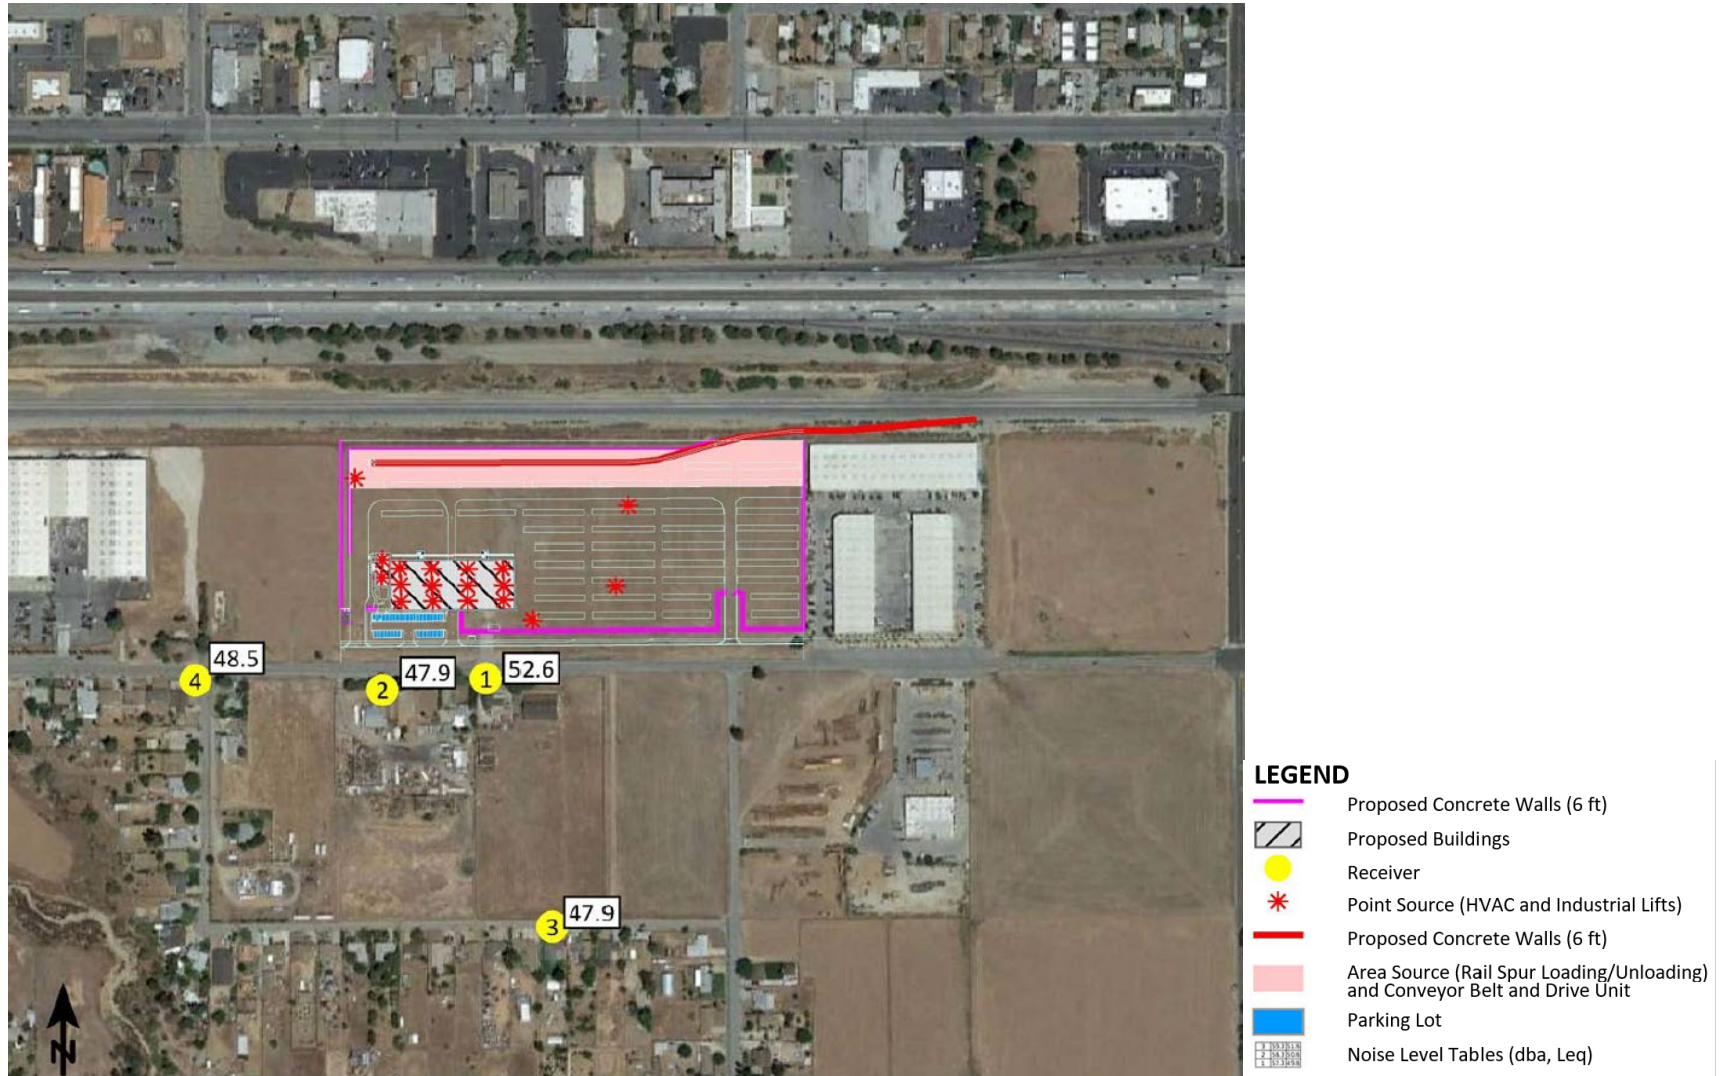 48.5
4
47.9
2
52.6
1
47.9
3
N
LEGEND
Proposed Concrete Walls (6 ft)
Proposed Buildings
Receiver
Point Source (HVAC and Industrial Lifts)
Proposed Concrete Walls (6 ft)
Area Source (Rail Spur Loading/Unloading)
and Conveyor Belt and Drive Unit
Parking Lot
Noise Level Tables (dba, Leq)